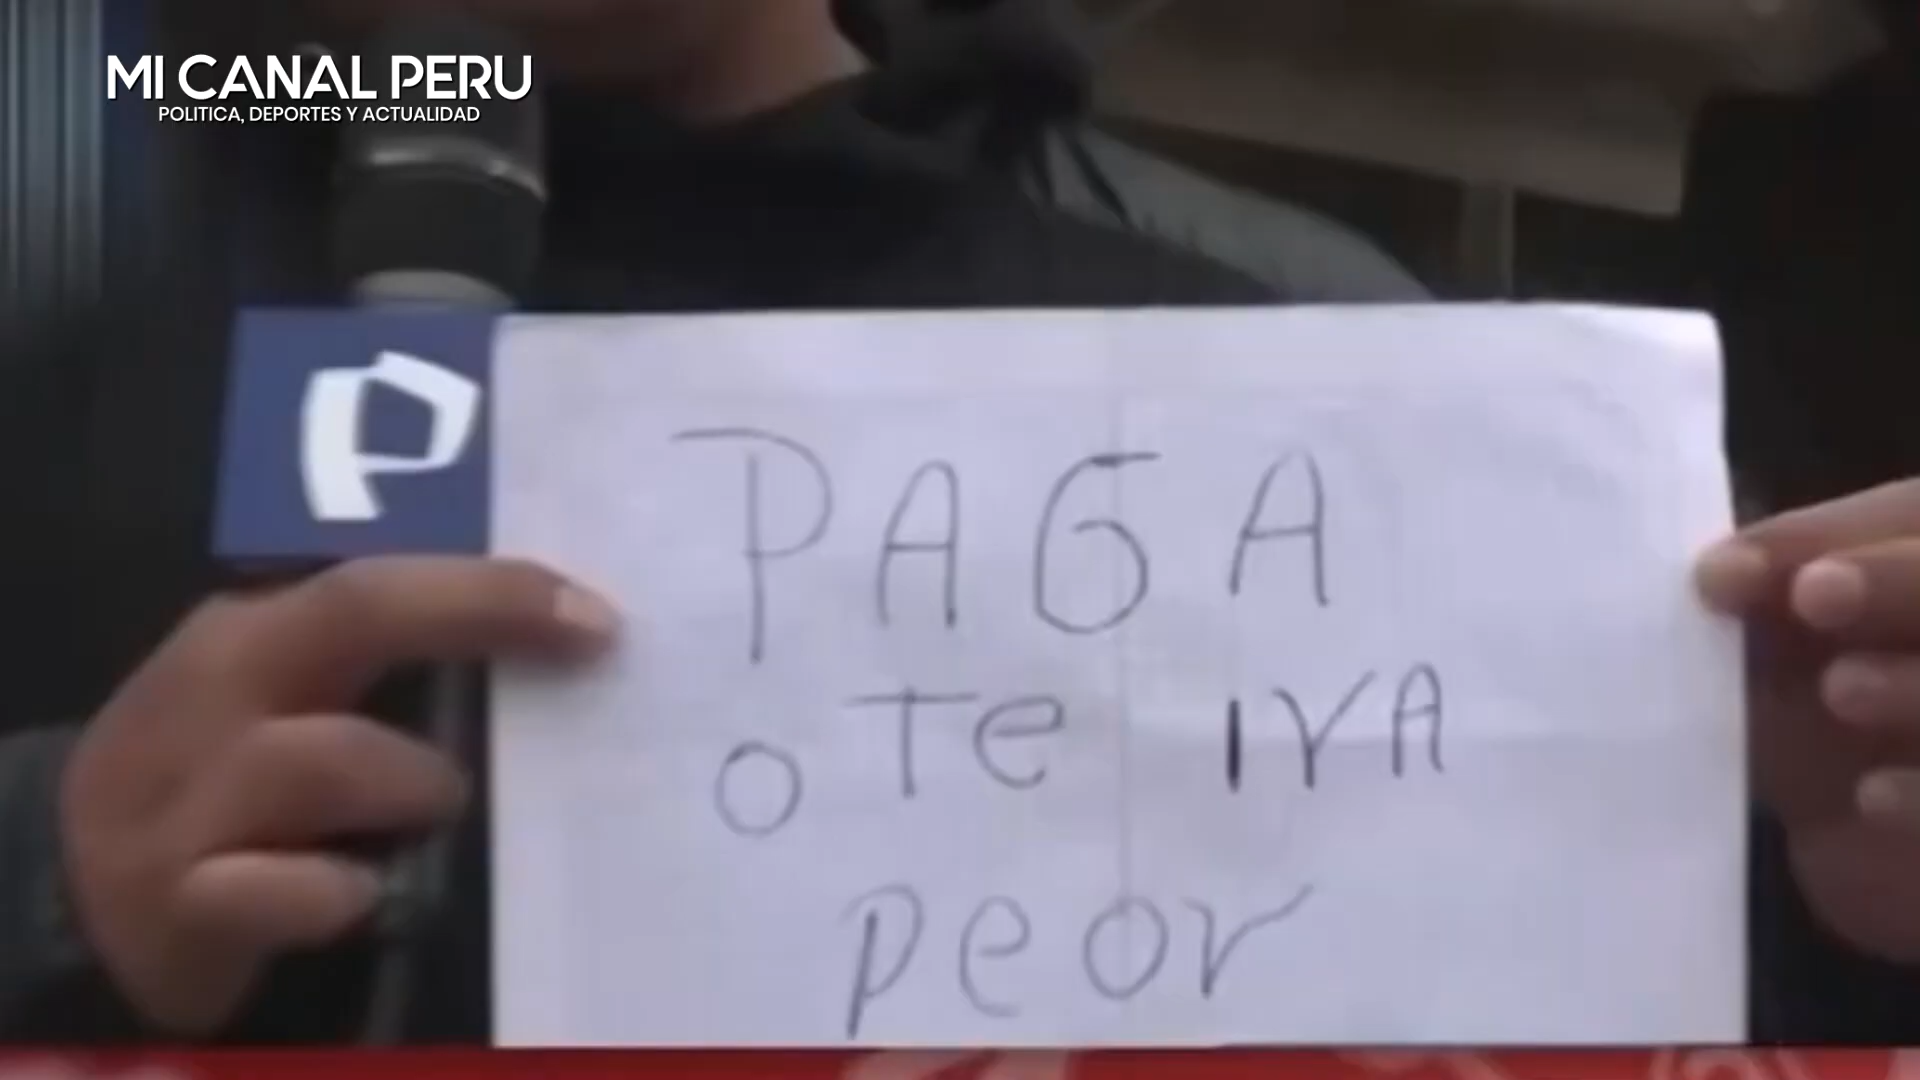 MI CANAL PERU
POLITICA, DEPORTES Y ACTUALIDAD
P
PAGA
O Te IrA
peor